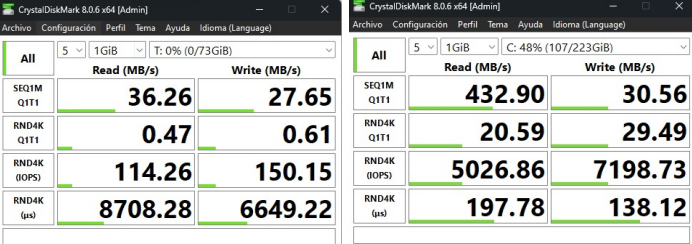 CrystalDiskMark 8.0.6 x64 [Admin]
Archivo Configuración Perfil Tema Ayuda Idioma (Language)
All 5 1GiB T: 0% (0/73GiB)
Read (MB/s) Write (MB/s)
SEQ1M
Q1T1
36.26 27.65
RND4K
Q1T1
0.47 0.61
RND4K
(IOPS)
114.26 150.15
RND4K
(µs)
8708.28 6649.22
CrystalDiskMark 8.0.6 x64 [Admin]
Archivo Configuración Perfil Tema Ayuda Idioma (Language)
All 5 1GiB C: 48% (107/223GiB)
Read (MB/s) Write (MB/s)
SEQ1M
Q1T1
432.90 30.56
RND4K
Q1T1
20.59 29.49
RND4K
(IOPS)
5026.86 7198.73
RND4K
(µs)
197.78 138.12